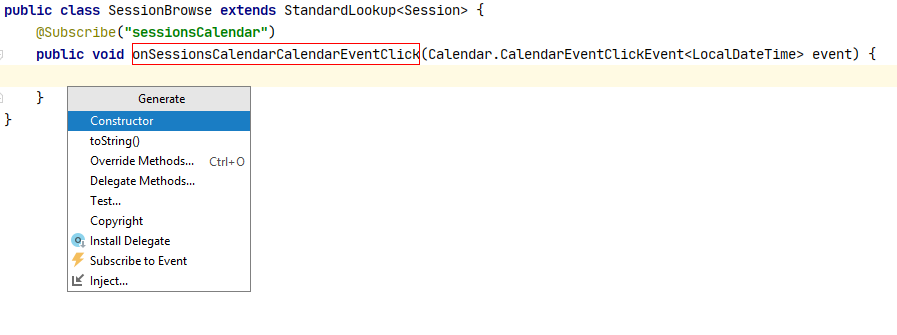 public class SessionBrowse extends StandardLookup<Session> {
@Subscribe("sessionsCalendar")
public void onSessionsCalendarCalendarEventClick(Calendar.CalendarEventClickEvent<LocalDateTime> event) {
}
}
Generate
Constructor
toString()
Override Methods... Ctrl+O
Delegate Methods...
Test...
Copyright
Install Delegate
Subscribe to Event
Inject...